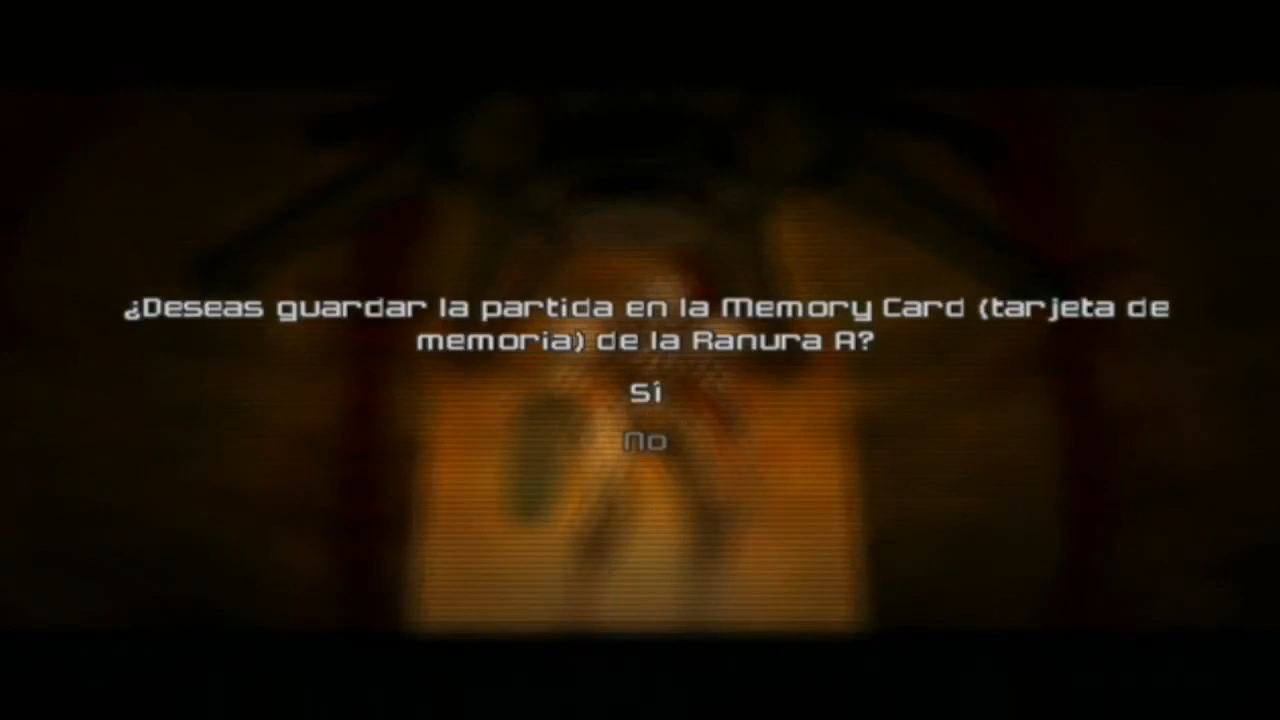 ¿Deseas guardar la partida en la Memory Card (tarjeta de
memoria) de la Ranura A?
Sí
No